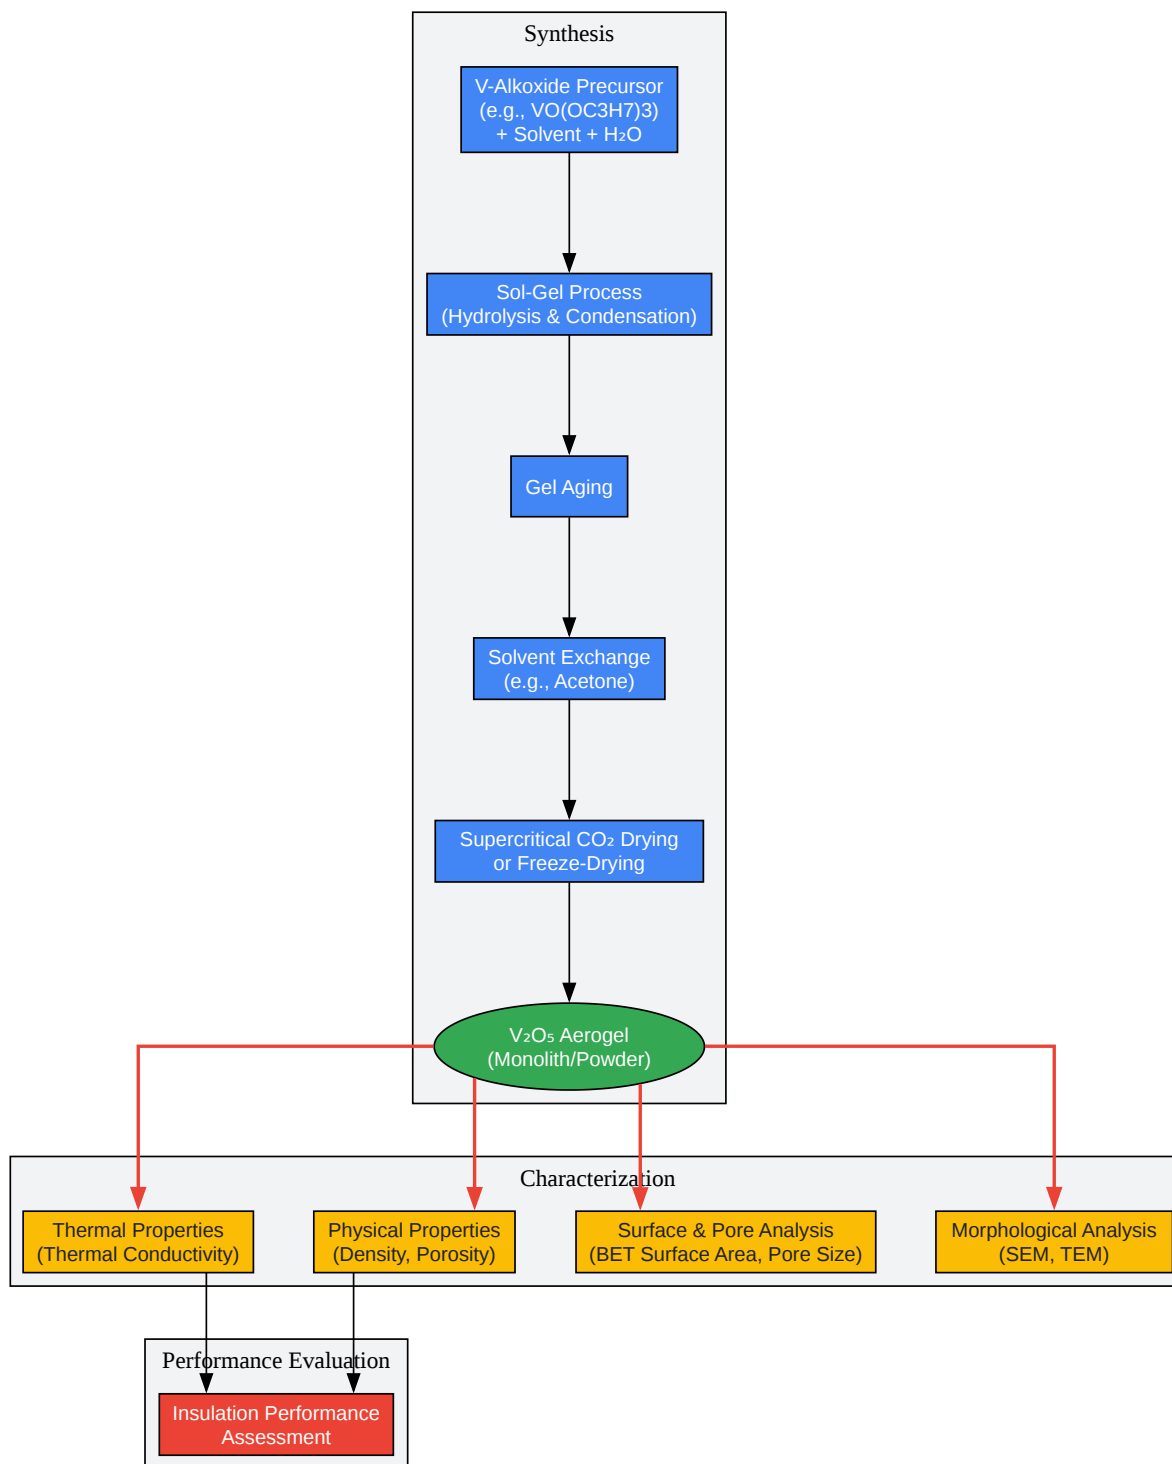 Synthesis
V-Alkoxide Precursor
(e.g., VO(OC3H7)3)
+ Solvent + H₂O
Sol-Gel Process
(Hydrolysis & Condensation)
Gel Aging
Solvent Exchange
(e.g., Acetone)
Supercritical CO₂ Drying
or Freeze-Drying
V₂O₅ Aerogel
(Monolith/Powder)
Characterization
Thermal Properties
(Thermal Conductivity)
Physical Properties
(Density, Porosity)
Surface & Pore Analysis
(BET Surface Area, Pore Size)
Morphological Analysis
(SEM, TEM)
Performance Evaluation
Insulation Performance
Assessment